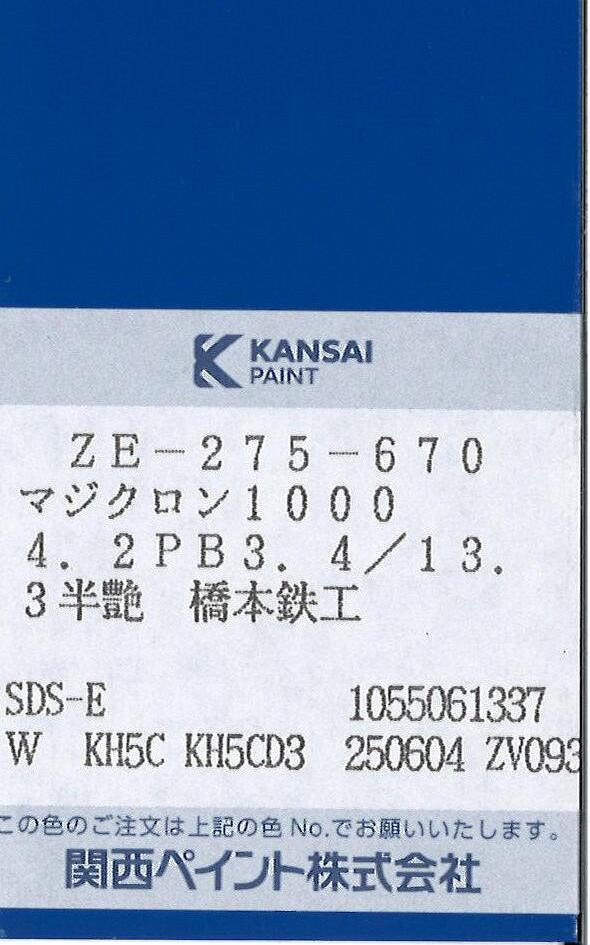 KANSAI
PAINT
ZE-275-670
マジクロン1000
4.2PB3.4/13.
3半艶 橋本鉄工
SDS-E 1055061337
W KH5C KH5CD3 250604 ZV093
この色のご注文は上記の色No.でお願いいたします。
関西ペイント株式会社